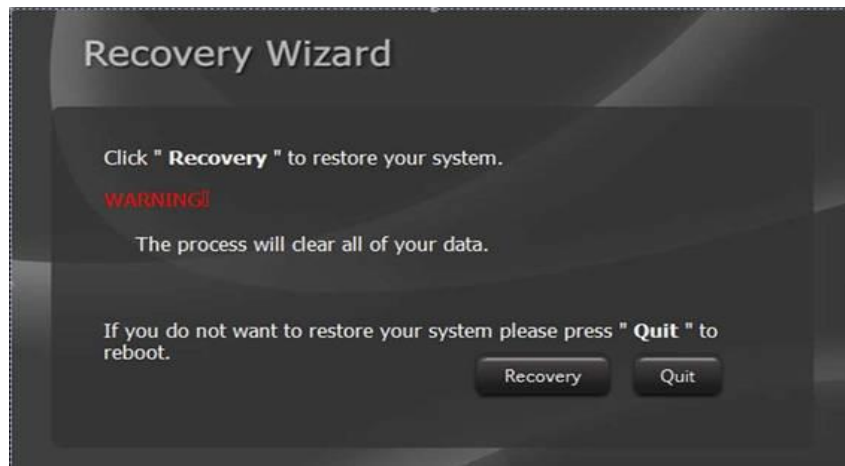 Recovery Wizard
Click " Recovery " to restore your system.
WARNING
The process will clear all of your data.
If you do not want to restore your system please press " Quit " to
reboot.
Recovery
Quit